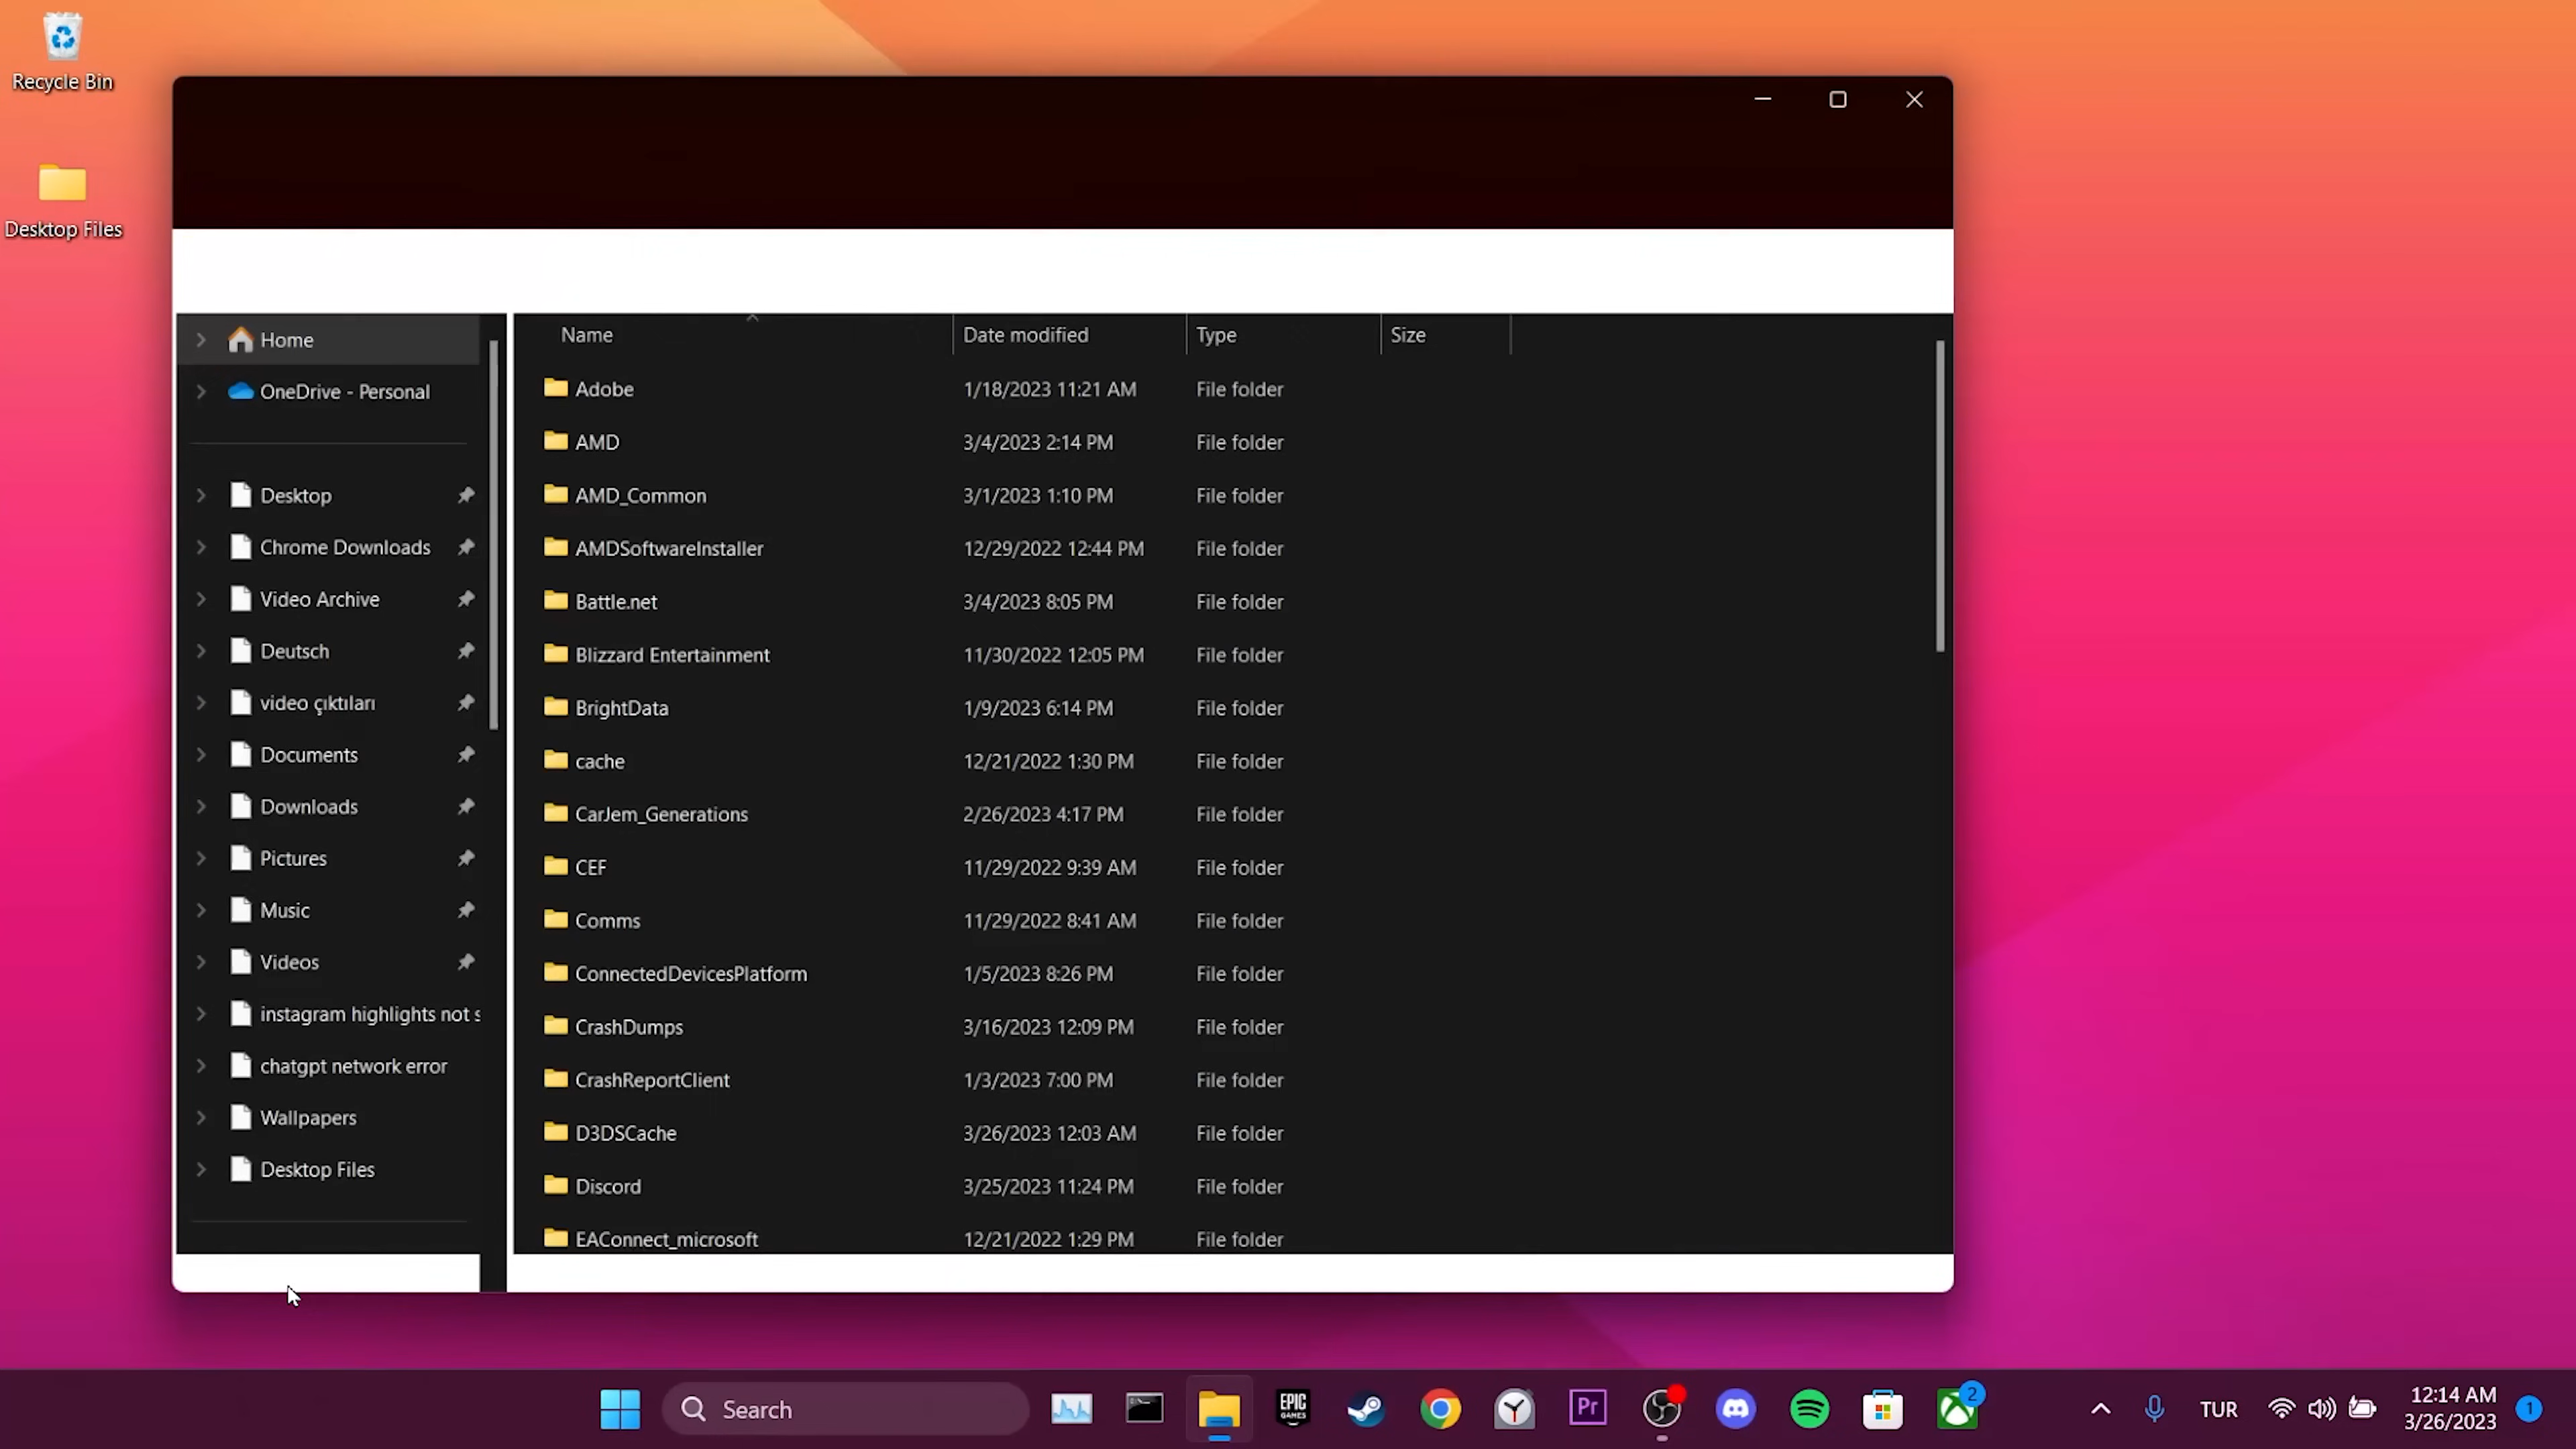 Recycle Bin
Desktop Files
Home
OneDrive - Personal
Desktop
Chrome Downloads
Video Archive
Deutsch
video çıktıları
Documents
Downloads
Pictures
Music
Videos
instagram highlights not s
chatgpt network error
Wallpapers
Desktop Files
Name Date modified Type Size
Adobe 1/18/2023 11:21 AM File folder
AMD 3/4/2023 2:14 PM File folder
AMD_Common 3/1/2023 1:10 PM File folder
AMDSoftwareInstaller 12/29/2022 12:44 PM File folder
Battle.net 3/4/2023 8:05 PM File folder
Blizzard Entertainment 11/30/2022 12:05 PM File folder
BrightData 1/9/2023 6:14 PM File folder
cache 12/21/2022 1:30 PM File folder
CarJem_Generations 2/26/2023 4:17 PM File folder
CEF 11/29/2022 9:39 AM File folder
Comms 11/29/2022 8:41 AM File folder
ConnectedDevicesPlatform 1/5/2023 8:26 PM File folder
CrashDumps 3/16/2023 12:09 PM File folder
CrashReportClient 1/3/2023 7:00 PM File folder
D3DSCache 3/26/2023 12:03 AM File folder
Discord 3/25/2023 11:24 PM File folder
EAConnect_microsoft 12/21/2022 1:29 PM File folder
Search
EPIC
GAMES
Pr
2
TUR
12:14 AM
3/26/2023
1